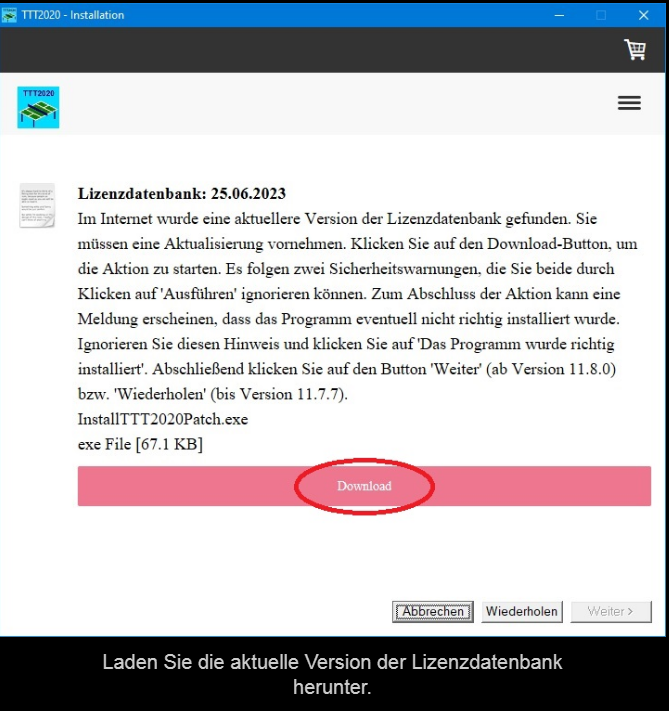 TTT2020 - Installation
TTT2020
Lizenzdatenbank: 25.06.2023
Im Internet wurde eine aktuellere Version der Lizenzdatenbank gefunden. Sie
müssen eine Aktualisierung vornehmen. Klicken Sie auf den Download-Button, um
die Aktion zu starten. Es folgen zwei Sicherheitswarnungen, die Sie beide durch
Klicken auf 'Ausführen' ignorieren können. Zum Abschluss der Aktion kann eine
Meldung erscheinen, dass das Programm eventuell nicht richtig installiert wurde.
Ignorieren Sie diesen Hinweis und klicken Sie auf 'Das Programm wurde richtig
installiert'. Abschließend klicken Sie auf den Button 'Weiter' (ab Version 11.8.0)
bzw. 'Wiederholen' (bis Version 11.7.7).
InstallTTT2020Patch.exe
exe File [67.1 KB]
Download
Abbrechen Wiederholen Weiter >
Laden Sie die aktuelle Version der Lizenzdatenbank
herunter.